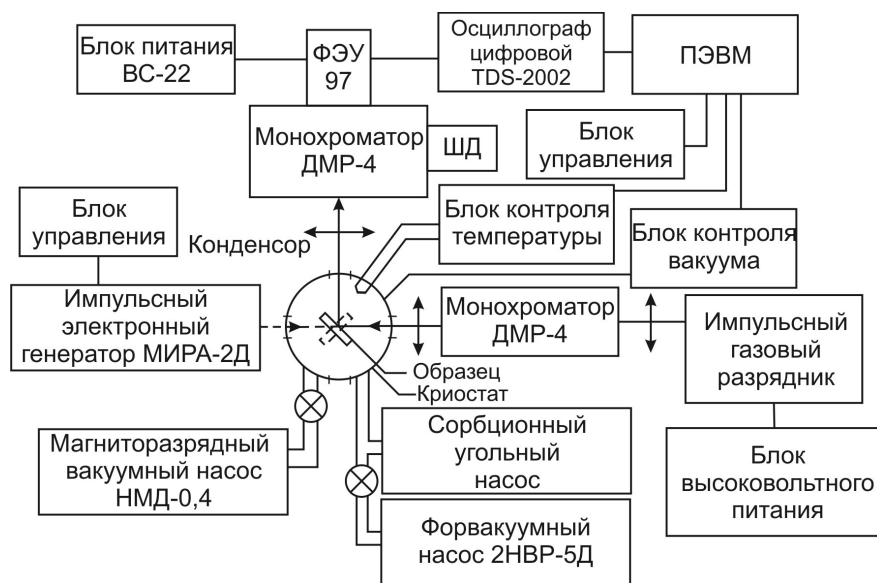 Блок питания
ВС-22
ФЭУ
97
Осциллограф
цифровой
TDS-2002
ПЭВМ
Монохроматор
ДМР-4
ШД
Блок
управления
Блок
управления
Конденсор
Блок контроля
температуры
Блок контроля
вакуума
Импульсный
электронный
генератор МИРА-2Д
Монохроматор
ДМР-4
Импульсный
газовый
разрядник
Образец
Криостат
Магниторазрядный
вакуумный насос
НМД-0,4
Сорбционный
угольный
насос
Блок
высоковольтного
питания
Форвакуумный
насос 2НВР-5Д